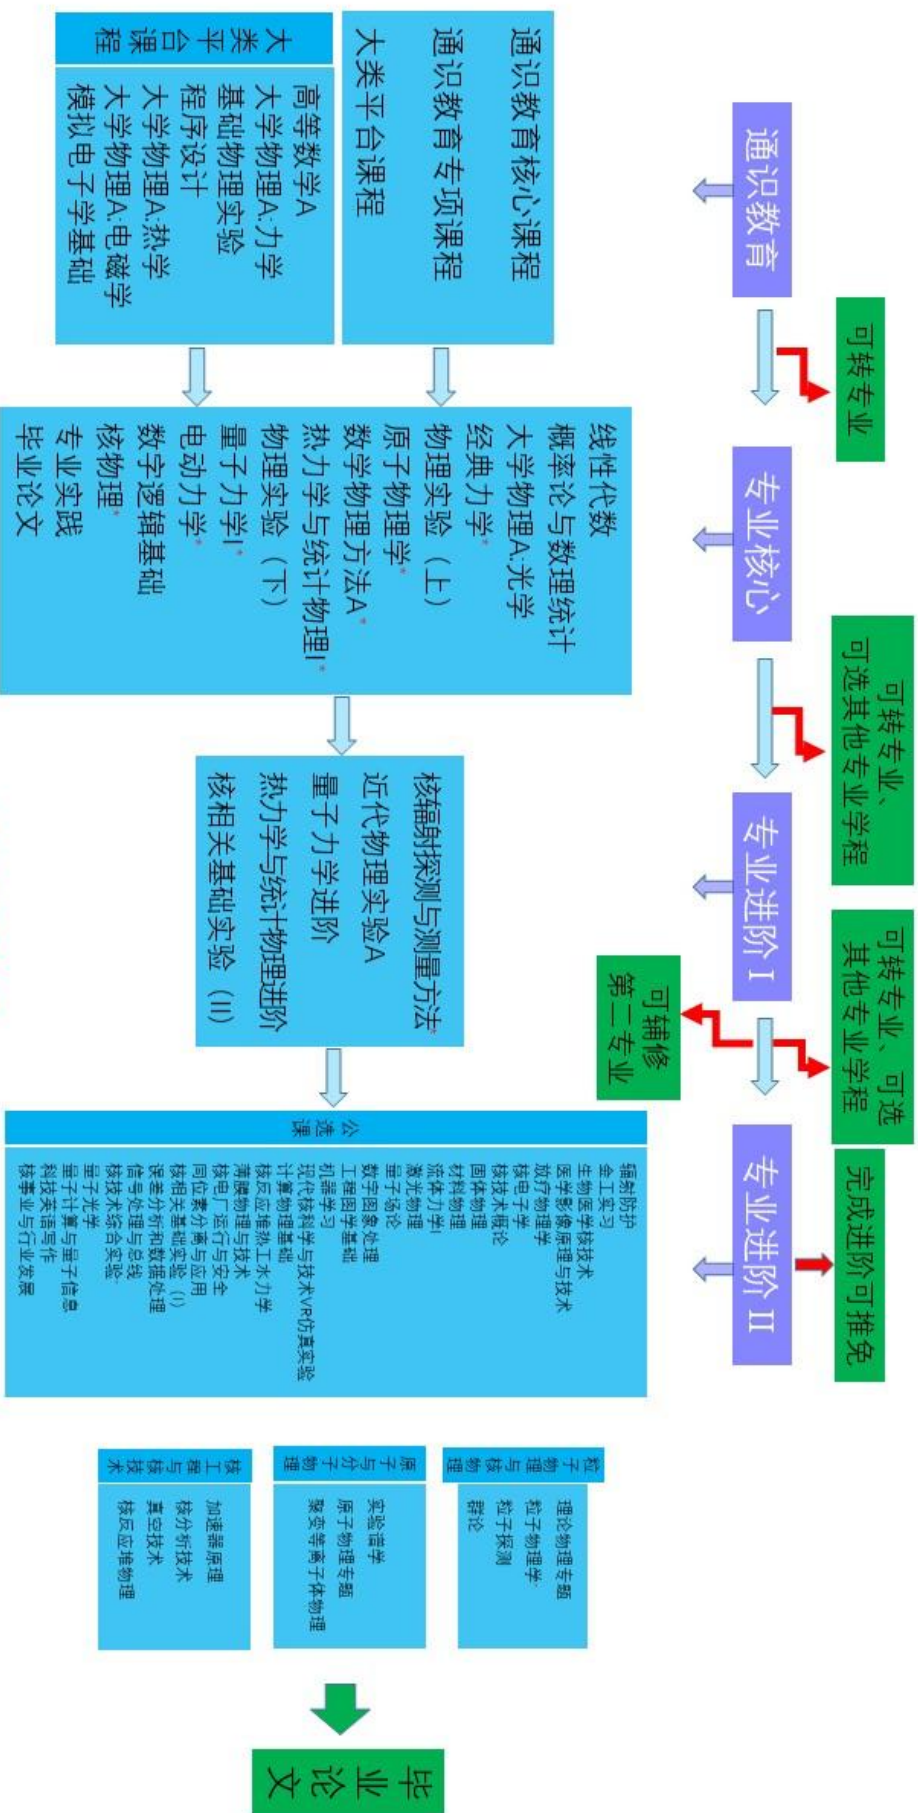 可转专业
可转专业、
可选其他专业学程
可转专业、可选
其他专业学程
完成进阶可推免
通识教育
专业核心
专业进阶 I
专业进阶 II
可辅修
第二专业
通识教育核心课程
通识教育专项课程
大类平台课程
大类平台课程
高等数学A
大学物理A:力学
基础物理实验
程序设计
大学物理A:热学
大学物理A:电磁学
模拟电子学基础
线性代数
概率论与数理统计
大学物理A:光学
经典力学*
物理实验（上）
原子物理学*
数学物理方法A*
热力学与统计物理I*
物理实验（下）
量子力学I*
电动力学*
数字逻辑基础
核物理*
专业实践
毕业论文
核辐射探测与测量方法*
近代物理实验A
量子力学进阶
热力学与统计物理进阶
核相关基础实验（II）
公选课
辐射防护
金工实习
生物医学核技术
医学影像原理与技术
放疗物理学
核电子学
核技术概论
固体物理
材料物理
流体力学I
激光物理
量子场论
数字图象处理
工程图学基础
机器学习
现代核科学与技术VR仿真实验
计算物理基础
核反应堆热工水力学
薄膜物理与技术
核电厂运行与安全
同位素分离与应用
核相关基础实验（I）
误差分析和数据处理
信号处理与总线
核技术综合实验*
量子光学
量子计算与量子信息
科技英语写作
核事业与行业发展
粒子物理与核物理
理论物理专题
粒子物理学*
粒子探测
群论
原子与分子物理
实验谱学
原子物理专题
聚变等离子体物理
核工程与核技术
加速器原理
核分析技术
真空技术
核反应堆物理
毕业论文